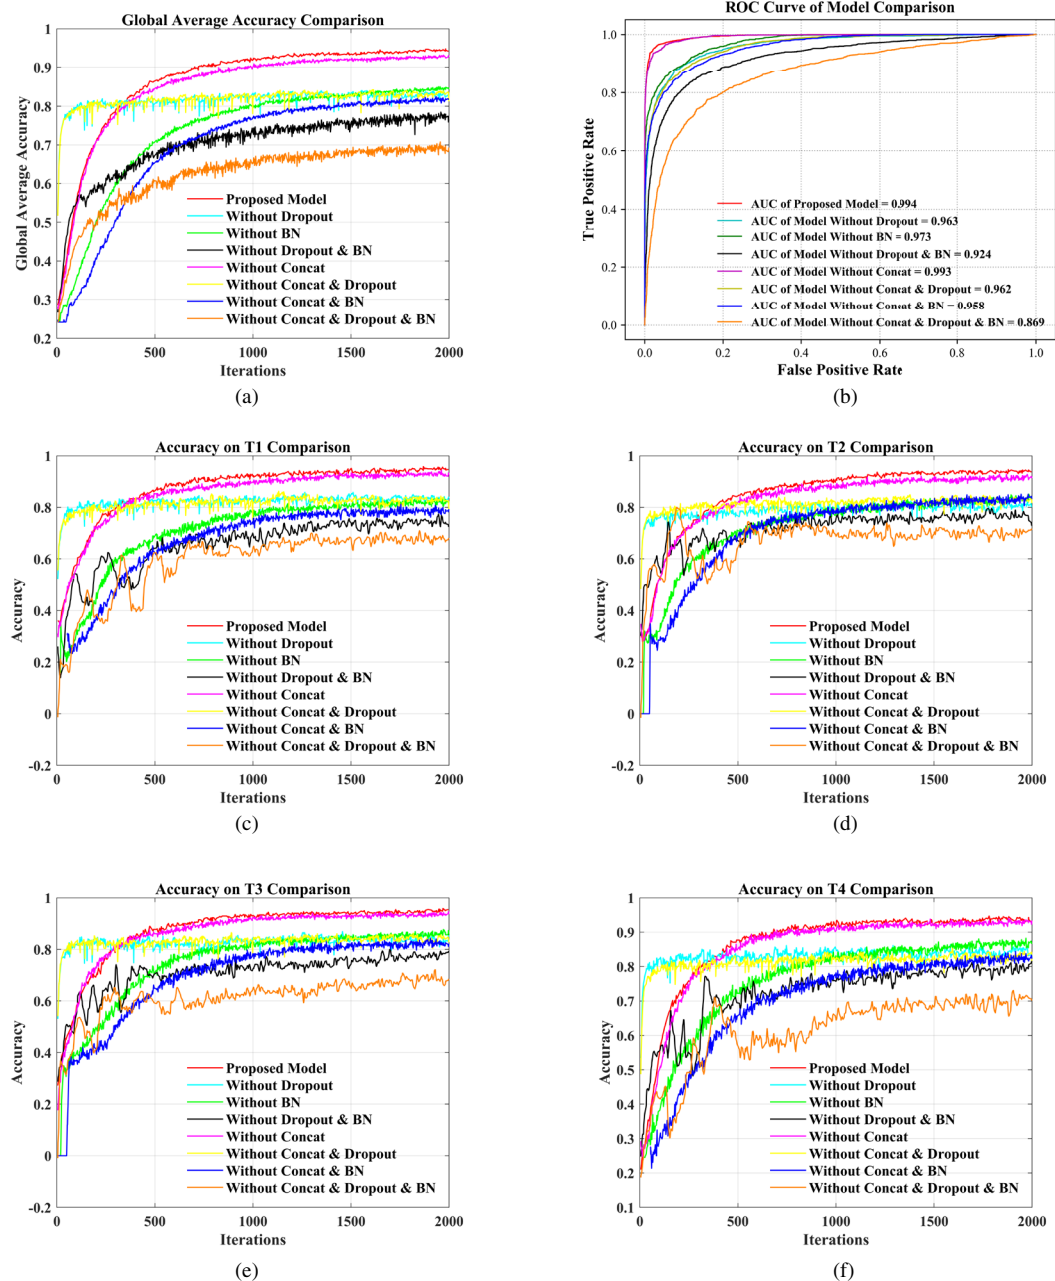 Global Average Accuracy Comparison
1
0.9
0.8
0.7
0.6
0.5
0.4
0.3
0.2
Global Average Accuracy
Proposed Model
Without Dropout
Without BN
Without Dropout & BN
Without Concat
Without Concat & Dropout
Without Concat & BN
Without Concat & Dropout & BN
0 500 1000 1500 2000
Iterations
(a)
ROC Curve of Model Comparison
1.0
0.8
0.6
0.4
0.2
0.0
True Positive Rate
AUC of Proposed Model = 0.994
AUC of Model Without Dropout = 0.963
AUC of Model Without BN = 0.973
AUC of Model Without Dropout & BN = 0.924
AUC of Model Without Concat = 0.993
AUC of Model Without Concat & Dropout = 0.962
AUC of Model Without Concat & BN = 0.958
AUC of Model Without Concat & Dropout & BN = 0.869
0.0 0.2 0.4 0.6 0.8 1.0
False Positive Rate
(b)
Accuracy on T1 Comparison
1
0.8
0.6
0.4
0.2
0
-0.2
Accuracy
Proposed Model
Without Dropout
Without BN
Without Dropout & BN
Without Concat
Without Concat & Dropout
Without Concat & BN
Without Concat & Dropout & BN
0 500 1000 1500 2000
Iterations
(c)
Accuracy on T2 Comparison
1
0.8
0.6
0.4
0.2
0
-0.2
Accuracy
Proposed Model
Without Dropout
Without BN
Without Dropout & BN
Without Concat
Without Concat & Dropout
Without Concat & BN
Without Concat & Dropout & BN
0 500 1000 1500 2000
Iterations
(d)
Accuracy on T3 Comparison
1
0.8
0.6
0.4
0.2
0
-0.2
Accuracy
Proposed Model
Without Dropout
Without BN
Without Dropout & BN
Without Concat
Without Concat & Dropout
Without Concat & BN
Without Concat & Dropout & BN
0 500 1000 1500 2000
Iterations
(e)
Accuracy on T4 Comparison
1
0.9
0.8
0.7
0.6
0.5
0.4
0.3
0.2
0.1
Accuracy
Proposed Model
Without Dropout
Without BN
Without Dropout & BN
Without Concat
Without Concat & Dropout
Without Concat & BN
Without Concat & Dropout & BN
0 500 1000 1500 2000
Iterations
(f)